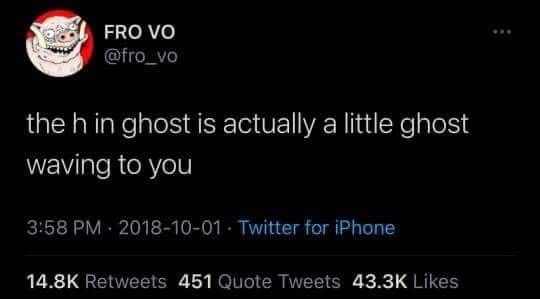 FRO VO
@fro_vo
the h in ghost is actually a little ghost
waving to you
3:58 PM · 2018-10-01 · Twitter for iPhone
14.8K Retweets 451 Quote Tweets 43.3K Likes